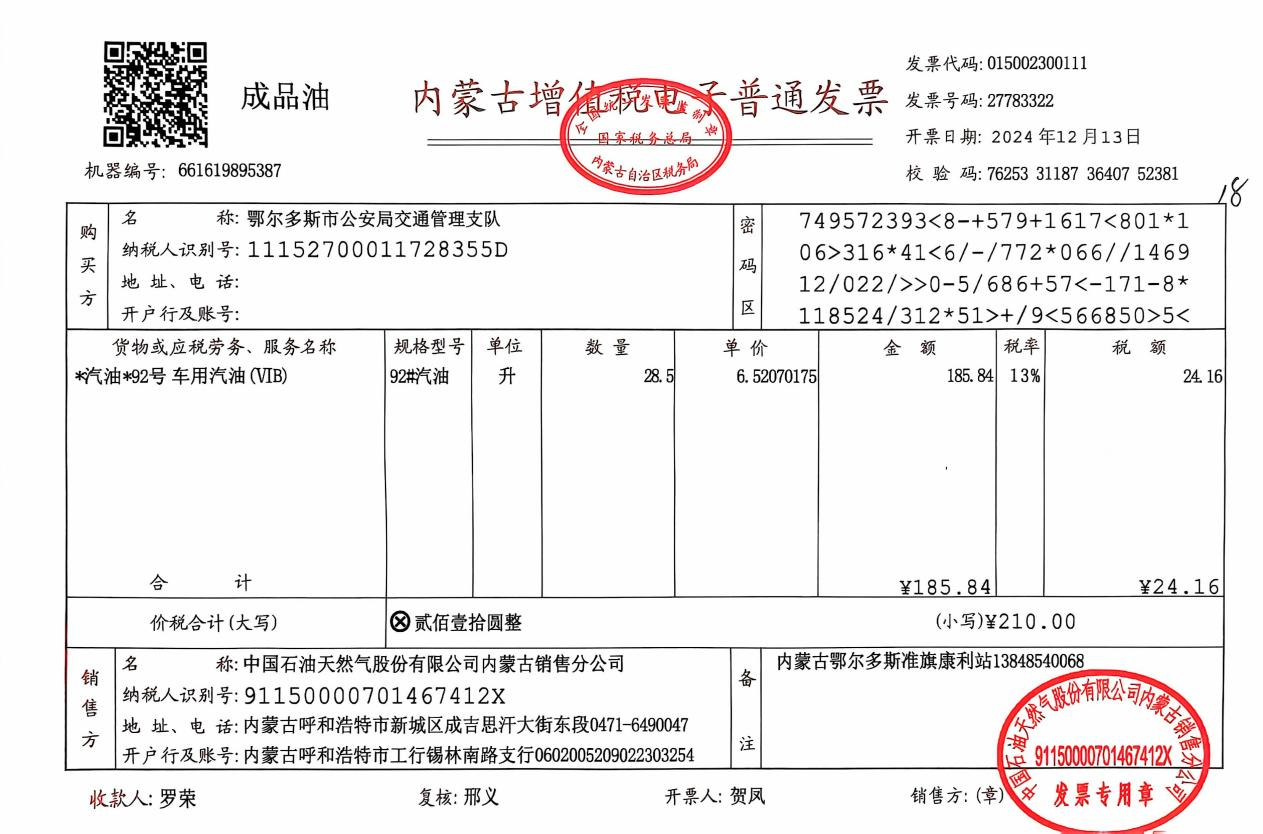 成品油
内蒙古增值税电子普通发票
全国统一发票监制章
国家税务总局
内蒙古自治区税务局
发票代码: 015002300111
发票号码: 27783322
开票日期: 2024 年12 月13日
校 验 码: 76253 31187 36407 52381
机器编号: 661619895387
18
购买方
名 称: 鄂尔多斯市公安局交通管理支队
纳税人识别号: 11152700011728355D
地 址、电 话:
开户行及账号:
密码区
749572393<8-+579+1617<801*1
06>316*41<6/-/772*066//1469
12/022/>>0-5/686+57<-171-8*
118524/312*51>+/9<566850>5<
货物或应税劳务、服务名称 规格型号 单位 数 量 单 价 金 额 税率 税 额
*汽油*92号 车用汽油(VIB) 92#汽油 升 28.5 6.52070175 185.84 13% 24.16
合 计 ¥185.84 ¥24.16
价税合计(大写) ⊗贰佰壹拾圆整 (小写)¥210.00
销售方
名 称: 中国石油天然气股份有限公司内蒙古销售分公司
纳税人识别号: 91150000701467412X
地 址、电 话: 内蒙古呼和浩特市新城区成吉思汗大街东段0471-6490047
开户行及账号: 内蒙古呼和浩特市工行锡林南路支行0602005209022303254
备注
内蒙古鄂尔多斯准旗康利站13848540068
中国石油天然气股份有限公司内蒙古销售分公司
91150000701467412X
发票专用章
收款人: 罗荣 复核: 邢义 开票人: 贺凤 销售方: (章)